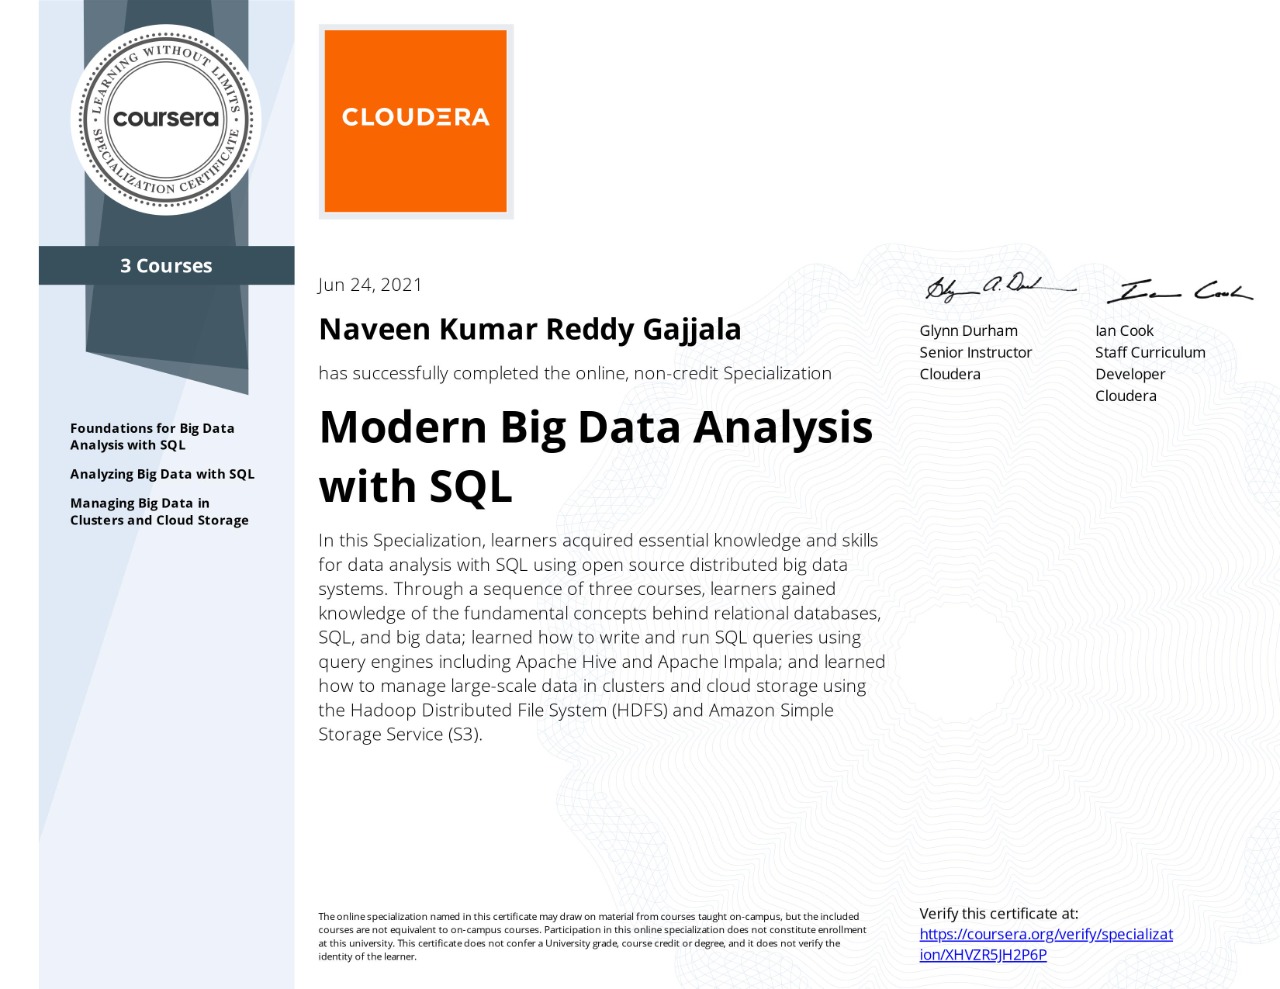 LEARNING WITHOUT LIMITS
coursera
SPECIALIZATION CERTIFICATE
CLOUDERA
3 Courses
Foundations for Big Data
Analysis with SQL
Analyzing Big Data with SQL
Managing Big Data in
Clusters and Cloud Storage
Jun 24, 2021
Naveen Kumar Reddy Gajjala
has successfully completed the online, non-credit Specialization
Modern Big Data Analysis
with SQL
In this Specialization, learners acquired essential knowledge and skills
for data analysis with SQL using open source distributed big data
systems. Through a sequence of three courses, learners gained
knowledge of the fundamental concepts behind relational databases,
SQL, and big data; learned how to write and run SQL queries using
query engines including Apache Hive and Apache Impala; and learned
how to manage large-scale data in clusters and cloud storage using
the Hadoop Distributed File System (HDFS) and Amazon Simple
Storage Service (S3).
Glynn Durham
Senior Instructor
Cloudera
Ian Cook
Ian Cook
Staff Curriculum
Developer
Cloudera
The online specialization named in this certificate may draw on material from courses taught on-campus, but the included
courses are not equivalent to on-campus courses. Participation in this online specialization does not constitute enrollment
at this university. This certificate does not confer a University grade, course credit or degree, and it does not verify the
identity of the learner.
Verify this certificate at:
https://coursera.org/verify/specializat
ion/XHVZR5JH2P6P